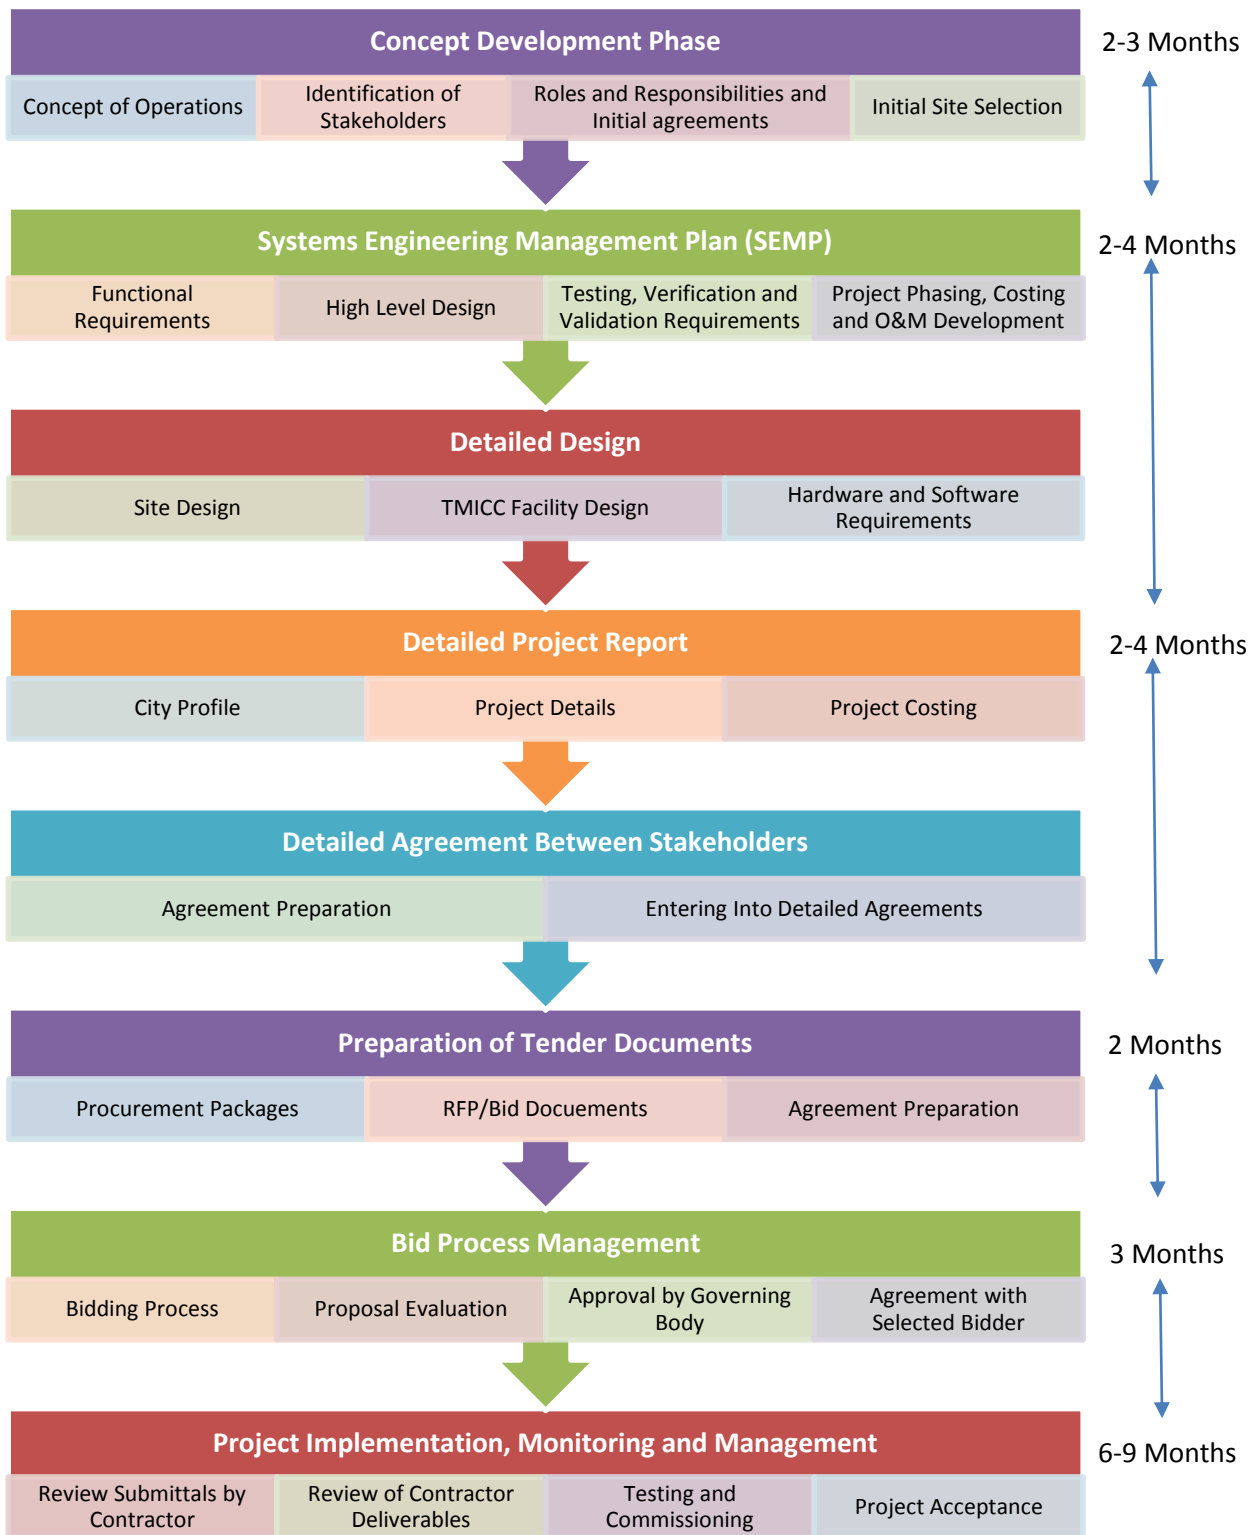 Concept Development Phase
2-3 Months
Concept of Operations
Identification of
Stakeholders
Roles and Responsibilities and
Initial agreements
Initial Site Selection
Systems Engineering Management Plan (SEMP)
2-4 Months
Functional
Requirements
High Level Design
Testing, Verification and
Validation Requirements
Project Phasing, Costing
and O&M Development
Detailed Design
Site Design
TMICC Facility Design
Hardware and Software
Requirements
Detailed Project Report
2-4 Months
City Profile
Project Details
Project Costing
Detailed Agreement Between Stakeholders
Agreement Preparation
Entering Into Detailed Agreements
Preparation of Tender Documents
2 Months
Procurement Packages
RFP/Bid Docuements
Agreement Preparation
Bid Process Management
3 Months
Bidding Process
Proposal Evaluation
Approval by Governing
Body
Agreement with
Selected Bidder
Project Implementation, Monitoring and Management
6-9 Months
Review Submittals by
Contractor
Review of Contractor
Deliverables
Testing and
Commissioning
Project Acceptance